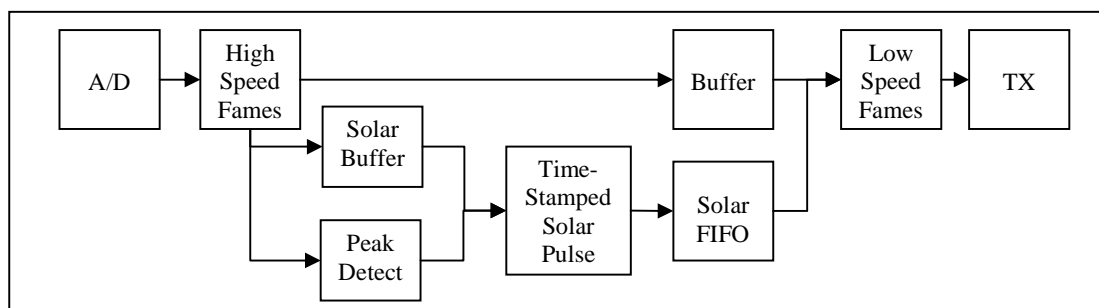 A/D
High
Speed
Fames
Buffer
Low
Speed
Fames
TX
Solar
Buffer
Time-
Stamped
Solar
Pulse
Solar
FIFO
Peak
Detect